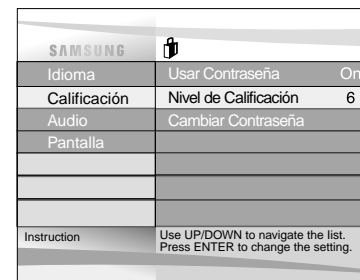 SAMSUNG
Idioma Usar Contraseña On
Calificación Nivel de Calificación 6
Audio Cambiar Contraseña
Pantalla
Instruction Use UP/DOWN to navigate the list.
Press ENTER to change the setting.